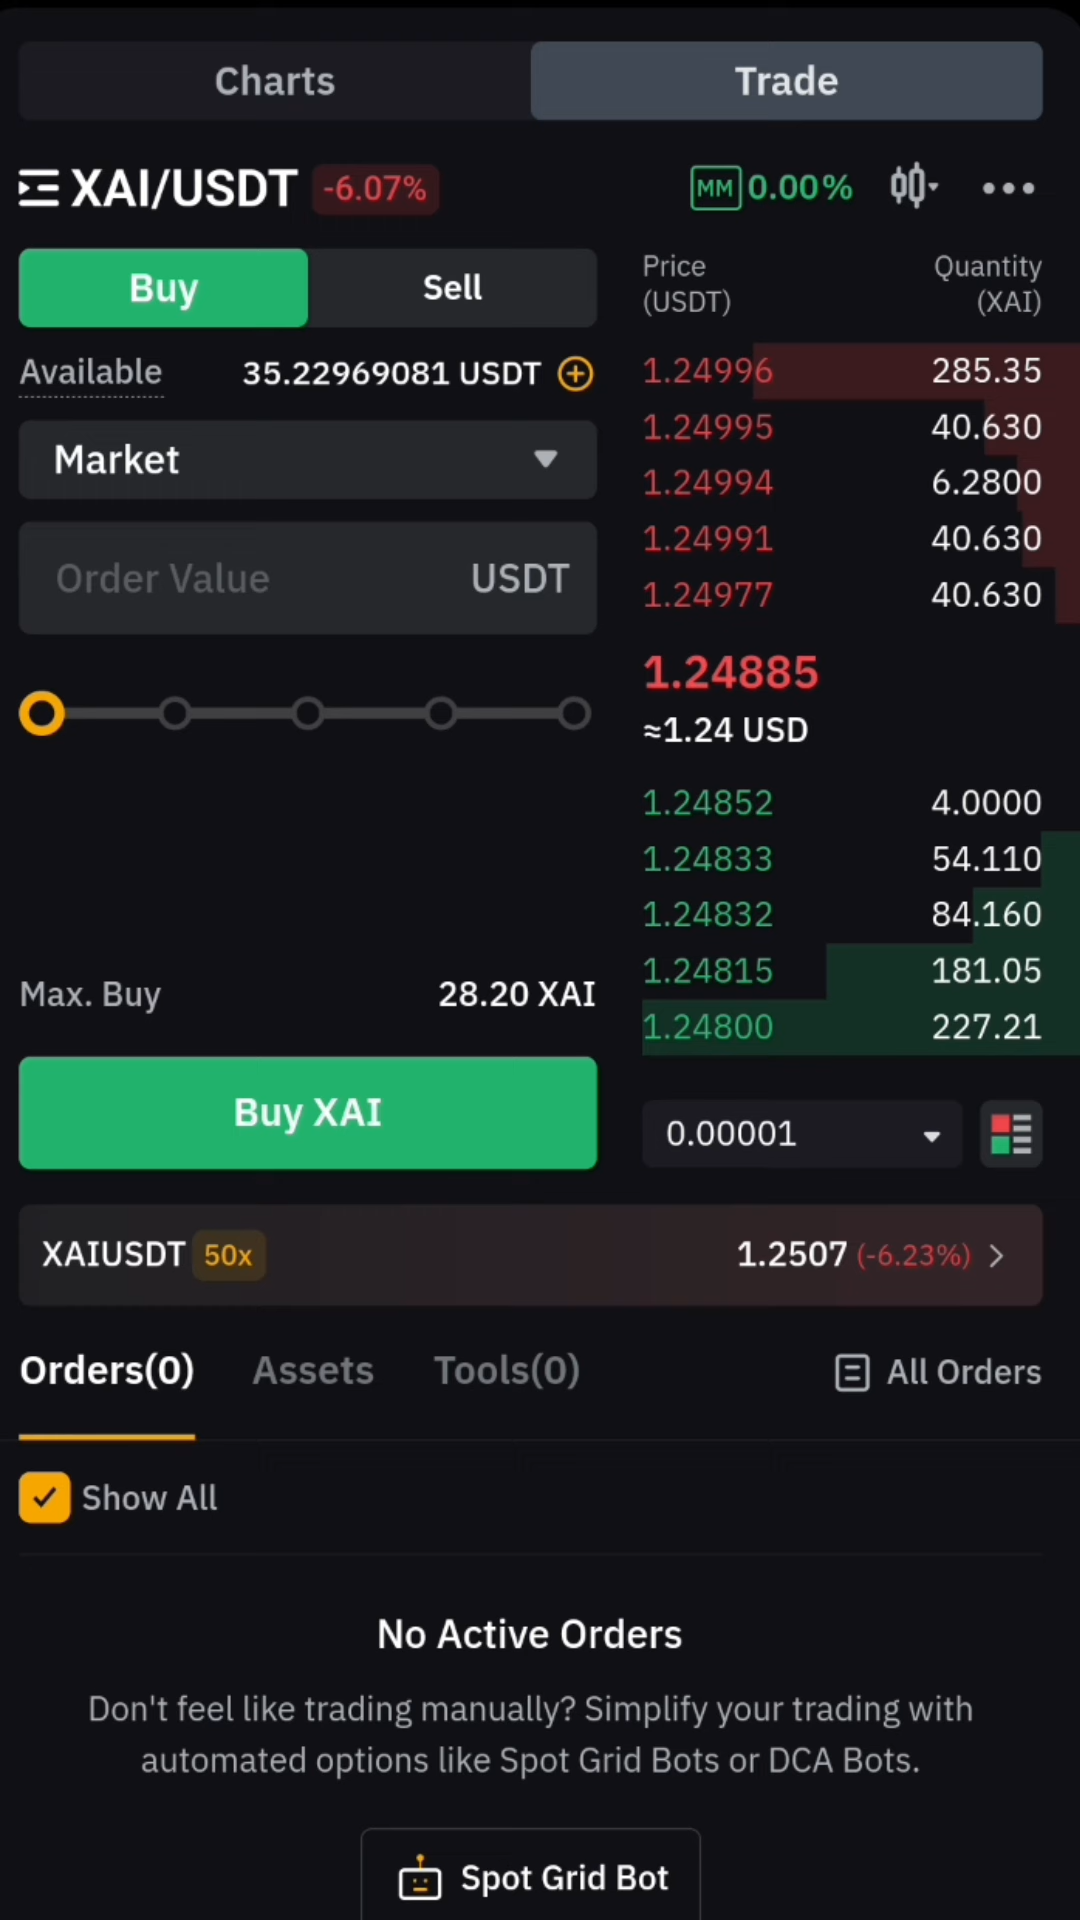 Charts
Trade
XAI/USDT -6.07%
MM 0.00%
Buy
Sell
Available 35.22969081 USDT
Market
Order Value USDT
Max. Buy 28.20 XAI
Buy XAI
Price Quantity
(USDT) (XAI)
1.24996 285.35
1.24995 40.630
1.24994 6.2800
1.24991 40.630
1.24977 40.630
1.24885
≈1.24 USD
1.24852 4.0000
1.24833 54.110
1.24832 84.160
1.24815 181.05
1.24800 227.21
0.00001
XAIUSDT 50x 1.2507 (-6.23%)
Orders(0) Assets Tools(0) All Orders
Show All
No Active Orders
Don't feel like trading manually? Simplify your trading with
automated options like Spot Grid Bots or DCA Bots.
Spot Grid Bot